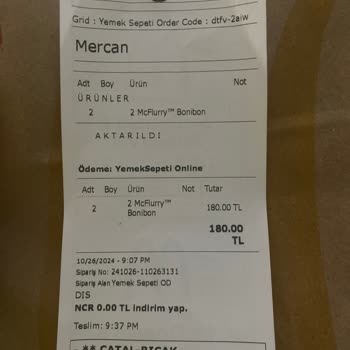 Grid : Yemek Sepeti Order Code : dtfv-2aiw
Mercan
Adt Boy Ürün Not
ÜRÜNLER
2 2 McFlurry™ Bonibon
AKTARILDI
Ödeme: YemekSepeti Online
Adt Boy Ürün Not Tutar
2 2 McFlurry™ Bonibon 180.00 TL
180.00
TL
10/26/2024 - 9:07 PM
Sipariş No: 241026-110263131
Sipariş Alan Yemek Sepeti OD
DIS
NCR 0.00 TL indirim yap.
Teslim: 9:37 PM
** ÇATAL BIÇAK